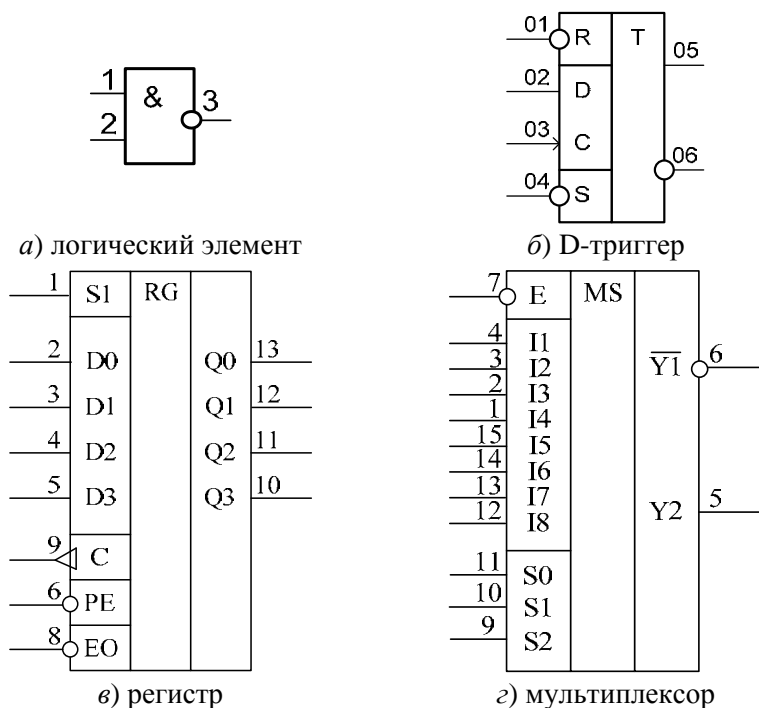 1 & 3
2
01 R T 05
02 D
03 C
04 S 06
а) логический элемент
б) D-триггер
1 S1 RG
2 D0 Q0 13
3 D1 Q1 12
4 D2 Q2 11
5 D3 Q3 10
9 C
6 PE
8 EO
7 E MS
4 I1
3 I2 Y1 6
2 I3
1 I4
15 I5
14 I6
13 I7
12 I8 Y2 5
11 S0
10 S1
9 S2
в) регистр
г) мультиплексор